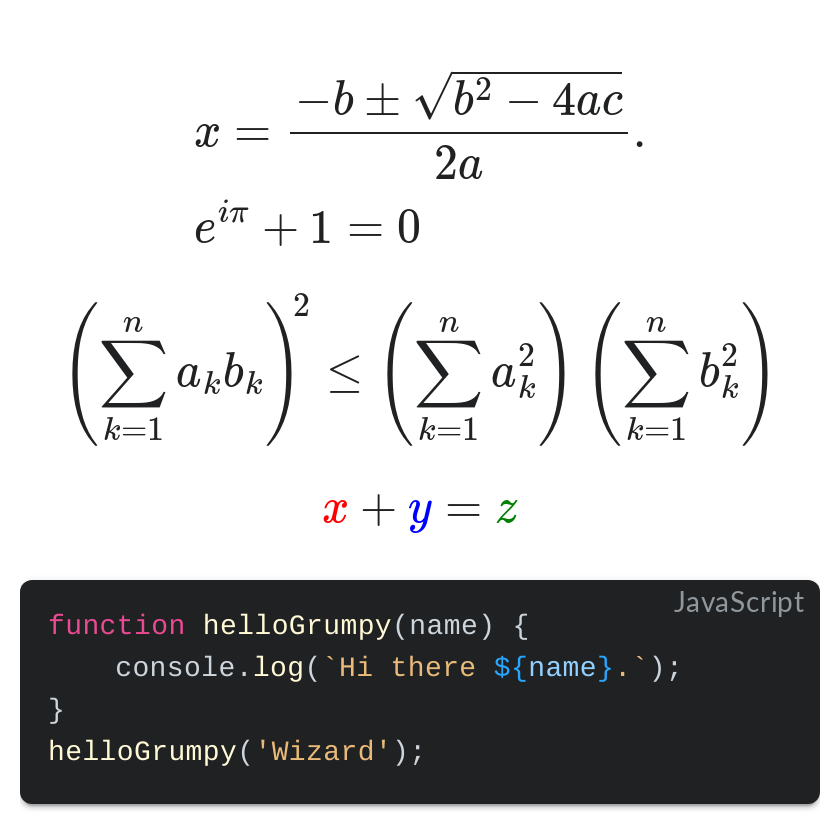 x = \frac{-b \pm \sqrt{b^2 - 4ac}}{2a}.
e^{i\pi} + 1 = 0
\left( \sum_{k=1}^{n} a_k b_k \right)^2 \leq \left( \sum_{k=1}^{n} a_k^2 \right) \left( \sum_{k=1}^{n} b_k^2 \right)
x + y = z
JavaScript
function helloGrumpy(name) {
    console.log(`Hi there ${name}.`);
}
helloGrumpy('Wizard');